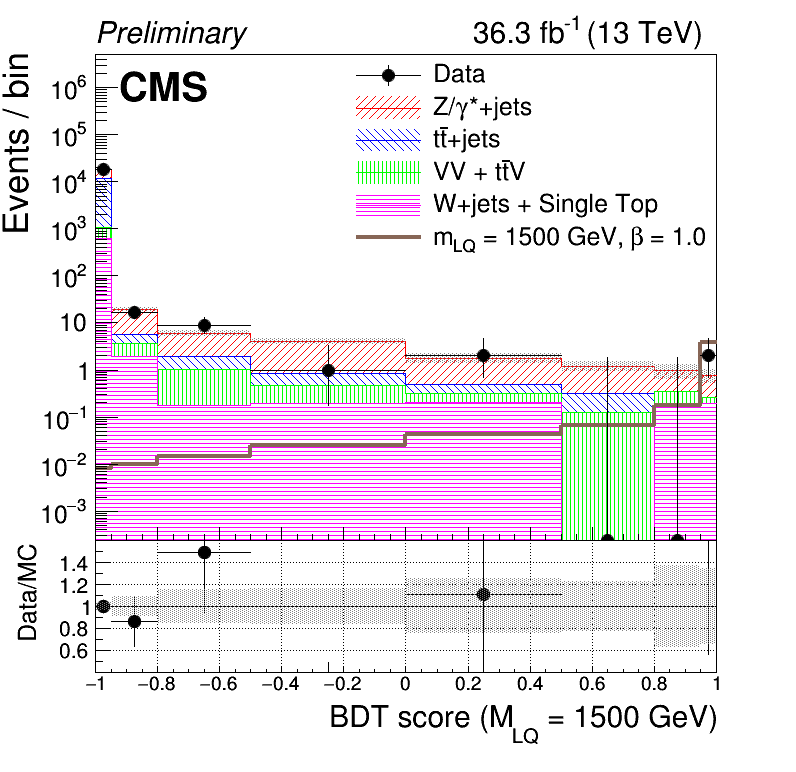 Preliminary 36.3 fb⁻¹ (13 TeV)
CMS
Data
Z/γ*+jets
tt̄+jets
VV + tt̄V
W+jets + Single Top
m_LQ = 1500 GeV, β = 1.0
Events / bin
10⁶
10⁵
10⁴
10³
10²
10
1
10⁻¹
10⁻²
10⁻³
Data/MC
1.4
1.2
1
0.8
0.6
−1 −0.8 −0.6 −0.4 −0.2 0 0.2 0.4 0.6 0.8 1
BDT score (M_LQ = 1500 GeV)